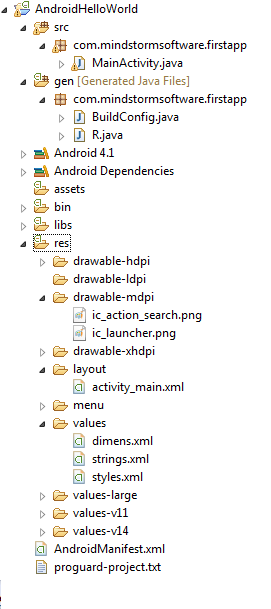 AndroidHelloWorld
src
com.mindstormsoftware.firstapp
MainActivity.java
gen [Generated Java Files]
com.mindstormsoftware.firstapp
BuildConfig.java
R.java
Android 4.1
Android Dependencies
assets
bin
libs
res
drawable-hdpi
drawable-ldpi
drawable-mdpi
ic_action_search.png
ic_launcher.png
drawable-xhdpi
layout
activity_main.xml
menu
values
dimens.xml
strings.xml
styles.xml
values-large
values-v11
values-v14
AndroidManifest.xml
proguard-project.txt